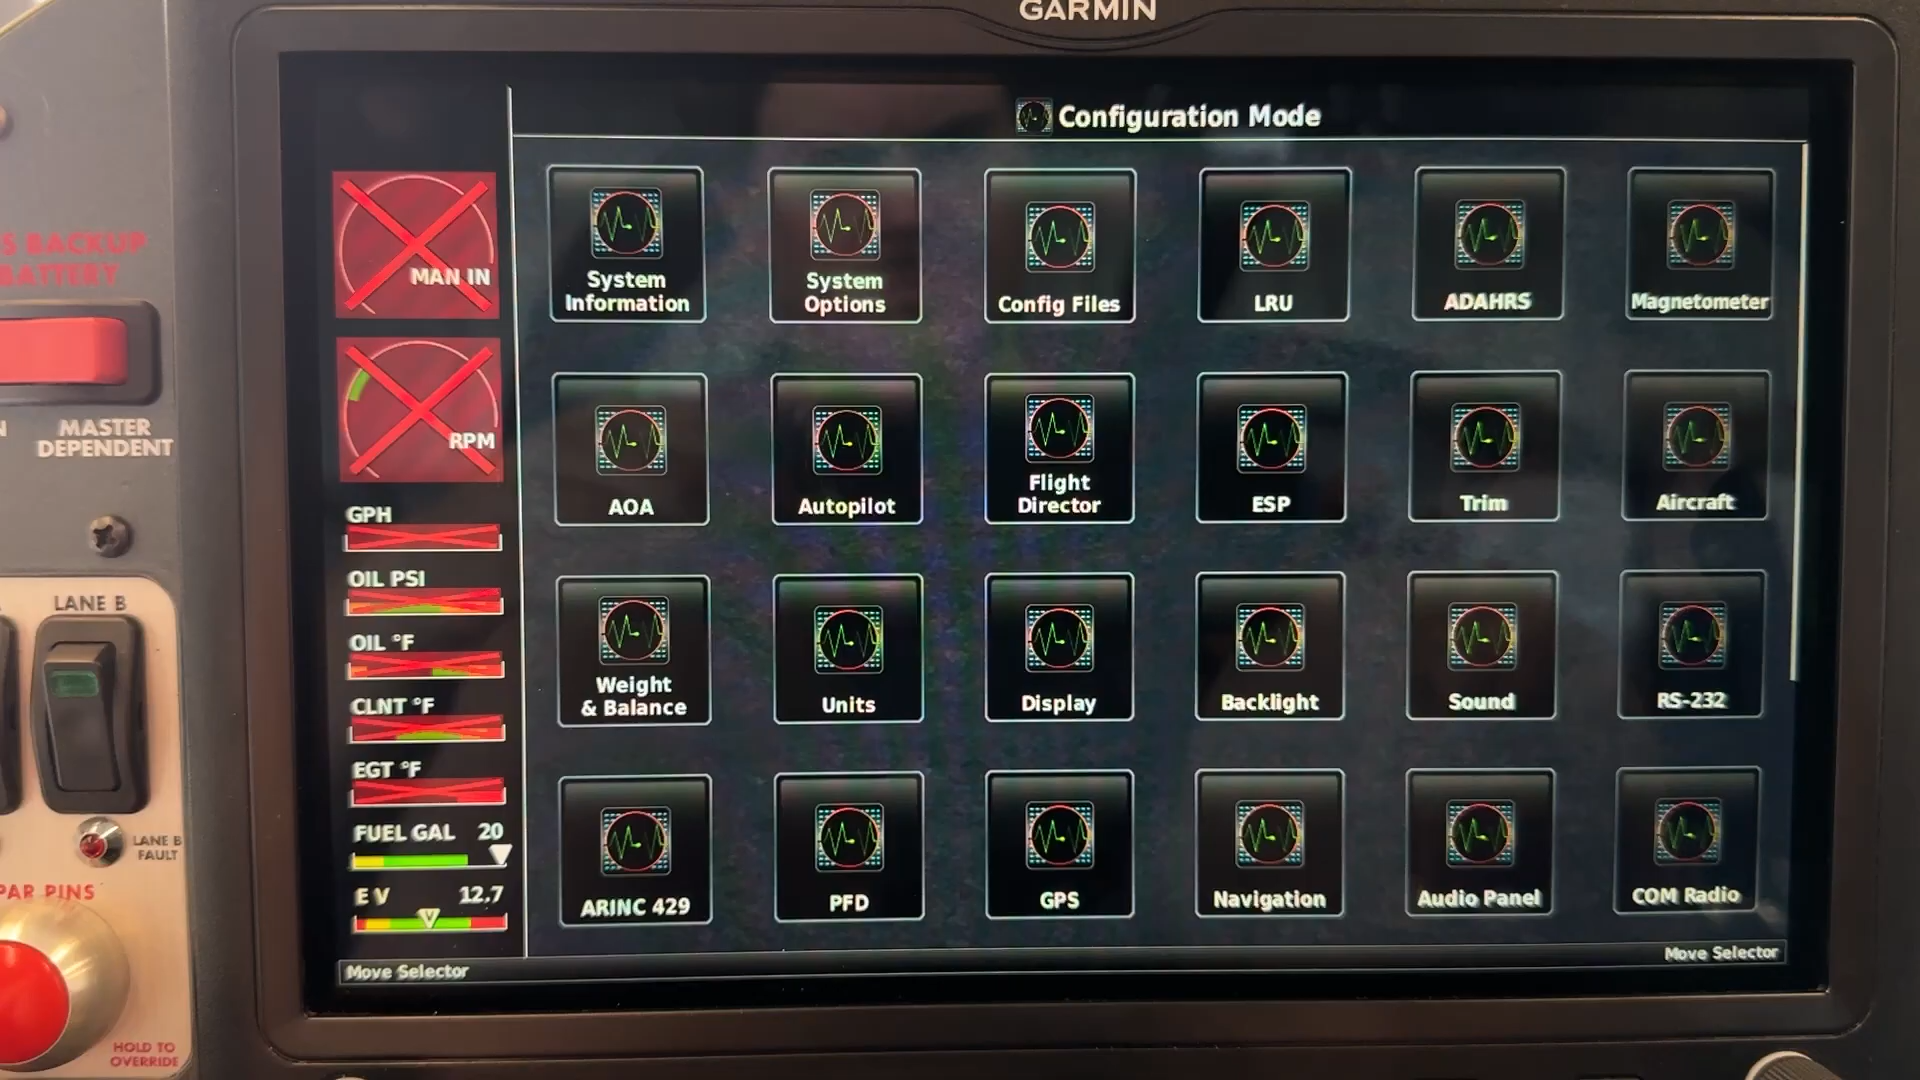 GARMIN
Configuration Mode
S BACKUP
BATTERY
MASTER
DEPENDENT
LANE B
LANE B
FAULT
PAR PINS
HOLD TO
OVERRIDE
MAN IN
RPM
GPH
OIL PSI
OIL °F
CLNT °F
EGT °F
FUEL GAL 20
E V 12.7
V
System
Information
System
Options
Config Files
LRU
ADAHRS
Magnetometer
AOA
Autopilot
Flight
Director
ESP
Trim
Aircraft
Weight
& Balance
Units
Display
Backlight
Sound
RS-232
ARINC 429
PFD
GPS
Navigation
Audio Panel
COM Radio
Move Selector
Move Selector